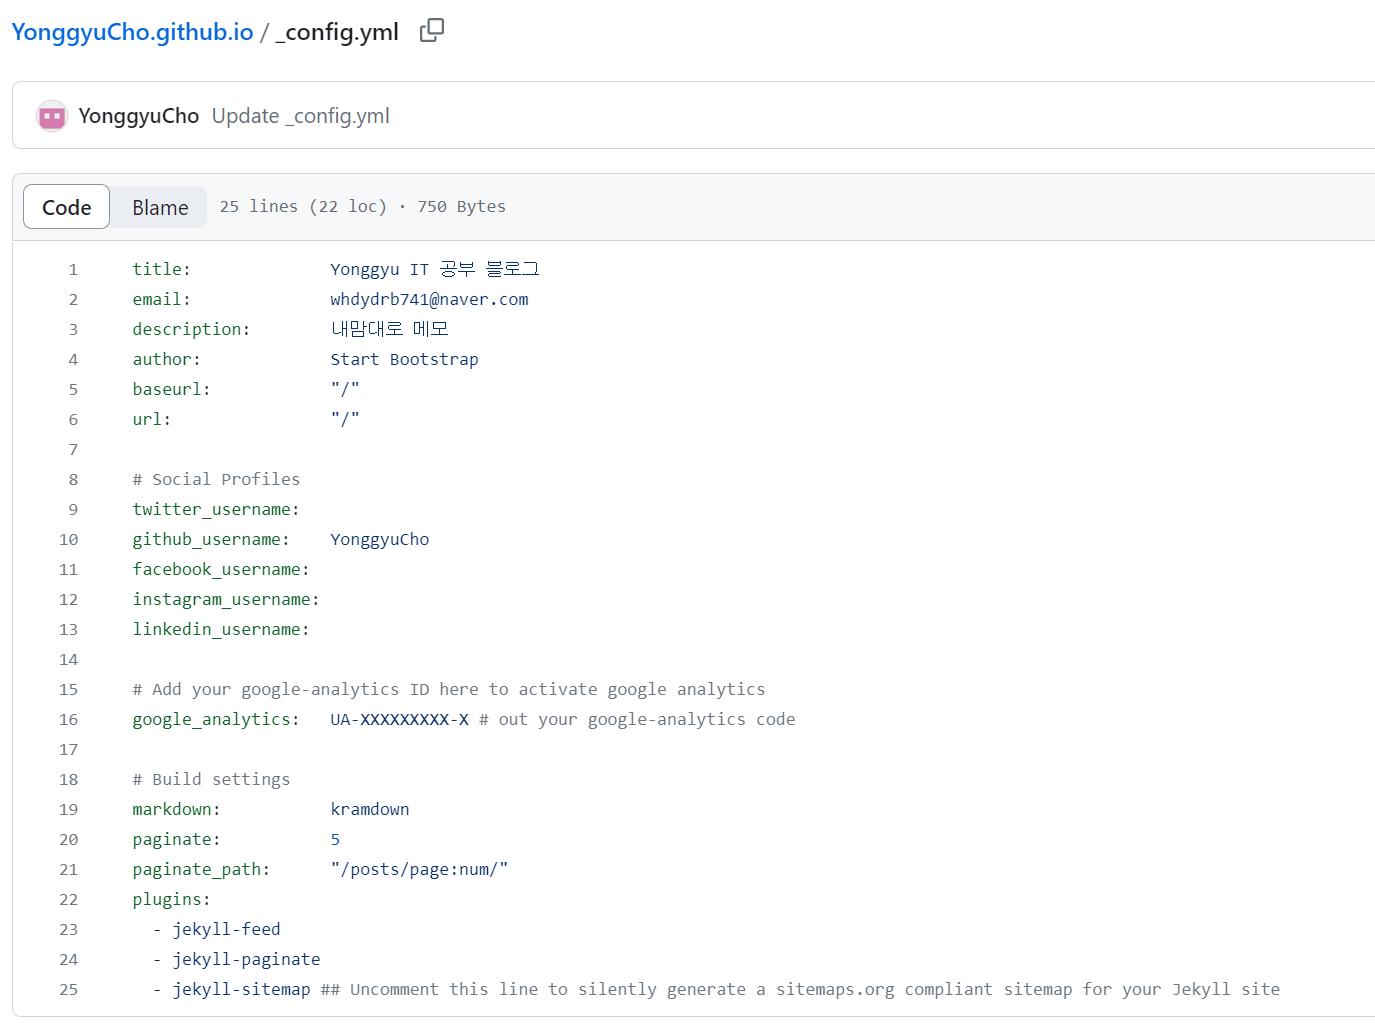 YonggyuCho.github.io / _config.yml
YonggyuCho Update _config.yml
Code Blame 25 lines (22 loc) · 750 Bytes
1 title: Yonggyu IT 공부 블로그
2 email: whdydrb741@naver.com
3 description: 내맘대로 메모
4 author: Start Bootstrap
5 baseurl: "/"
6 url: "/"
7
8 # Social Profiles
9 twitter_username:
10 github_username: YonggyuCho
11 facebook_username:
12 instagram_username:
13 linkedin_username:
14
15 # Add your google-analytics ID here to activate google analytics
16 google_analytics: UA-XXXXXXXXX-X # out your google-analytics code
17
18 # Build settings
19 markdown: kramdown
20 paginate: 5
21 paginate_path: "/posts/page:num/"
22 plugins:
23 - jekyll-feed
24 - jekyll-paginate
25 - jekyll-sitemap ## Uncomment this line to silently generate a sitemaps.org compliant sitemap for your Jekyll site